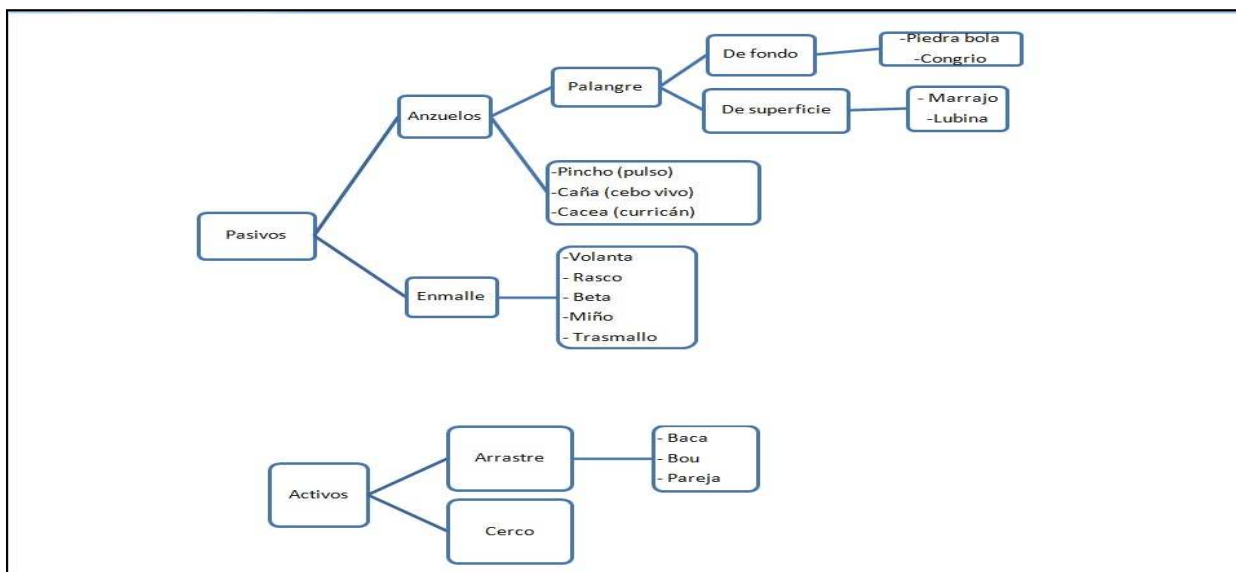 Pasivos
Anzuelos
Palangre
De fondo
-Piedra bola
-Congrio
De superficie
- Marrajo
-Lubina
-Pincho (pulso)
-Caña (cebo vivo)
-Cacea (curricán)
Enmalle
-Volanta
- Rasco
- Beta
-Miño
- Trasmallo
Activos
Arrastre
- Baca
- Bou
- Pareja
Cerco